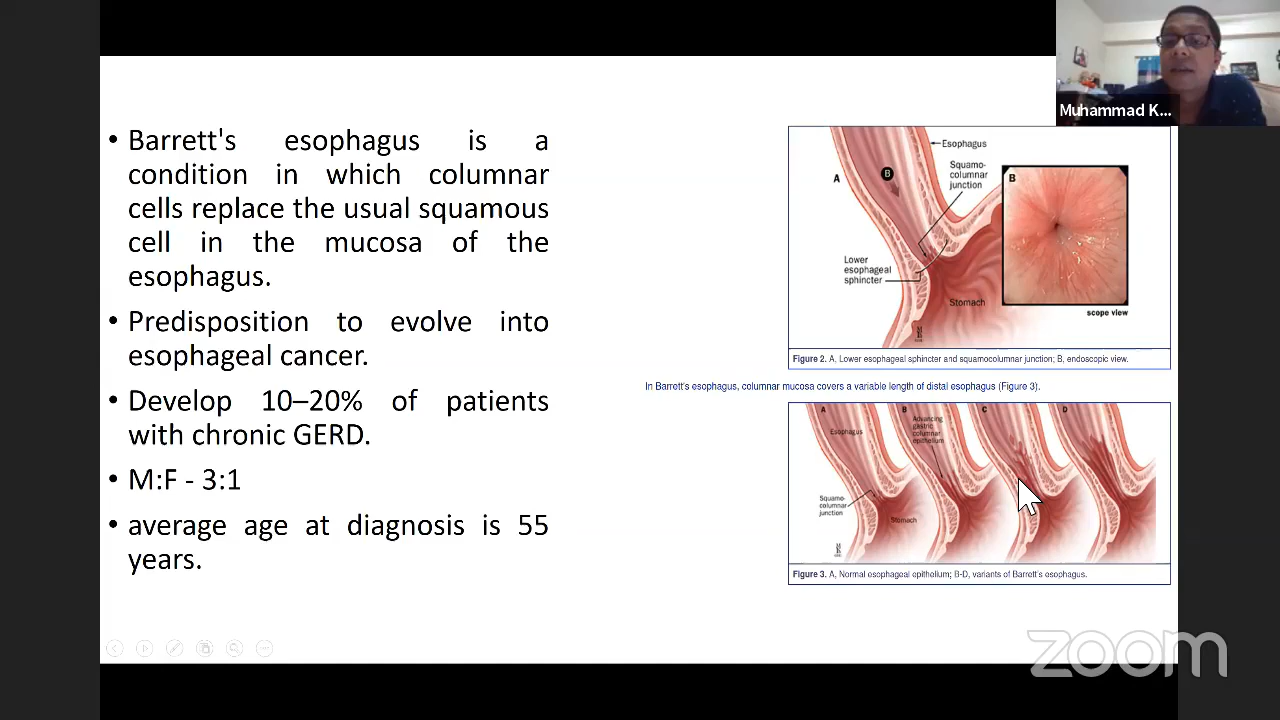 Muhammad K...
• Barrett's esophagus is a
condition in which columnar
cells replace the usual squamous
cell in the mucosa of the
esophagus.
• Predisposition to evolve into
esophageal cancer.
• Develop 10–20% of patients
with chronic GERD.
• M:F - 3:1
• average age at diagnosis is 55
years.
A
B
Esophagus
Squamo-
columnar
junction
Lower
esophageal
sphincter
Stomach
B
scope view
Figure 2. A, Lower esophageal sphincter and squamocolumnar junction; B, endoscopic view.
In Barrett's esophagus, columnar mucosa covers a variable length of distal esophagus (Figure 3).
A
B
C
D
Esophagus
Advancing
gastric
columnar
epithelium
Squamo-
columnar
junction
Stomach
Figure 3. A, Normal esophageal epithelium; B-D, variants of Barrett's esophagus.
zoom